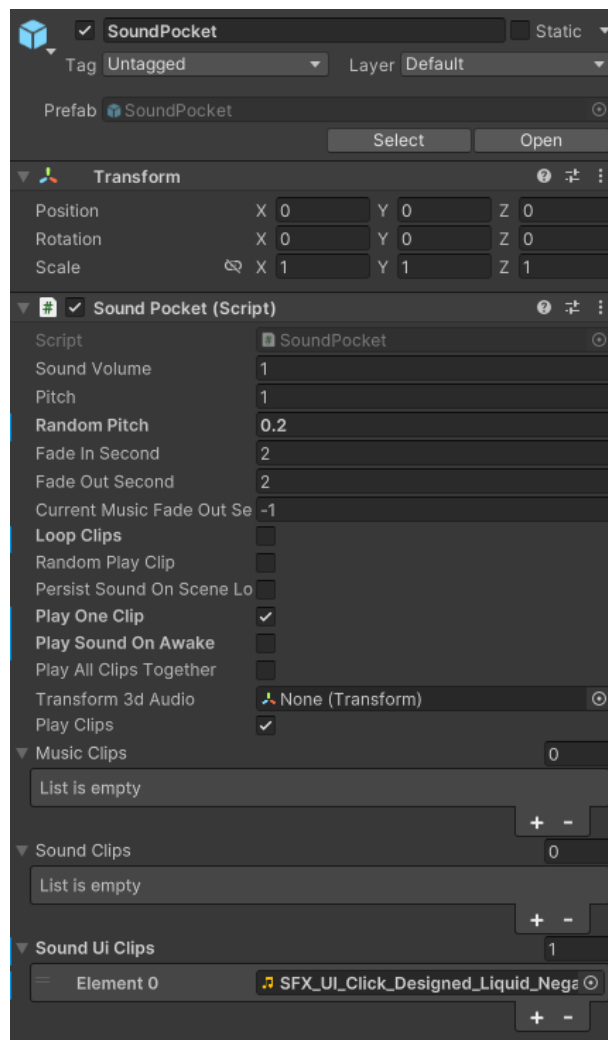 SoundPocket Static
Tag Untagged Layer Default
Prefab SoundPocket
Select Open
Transform
Position X 0 Y 0 Z 0
Rotation X 0 Y 0 Z 0
Scale X 1 Y 1 Z 1
# Sound Pocket (Script)
Script SoundPocket
Sound Volume 1
Pitch 1
Random Pitch 0.2
Fade In Second 2
Fade Out Second 2
Current Music Fade Out Se -1
Loop Clips
Random Play Clip
Persist Sound On Scene Lo
Play One Clip
Play Sound On Awake
Play All Clips Together
Transform 3d Audio None (Transform)
Play Clips
Music Clips 0
List is empty
+ -
Sound Clips 0
List is empty
+ -
Sound Ui Clips 1
Element 0 SFX_UI_Click_Designed_Liquid_Nega
+ -